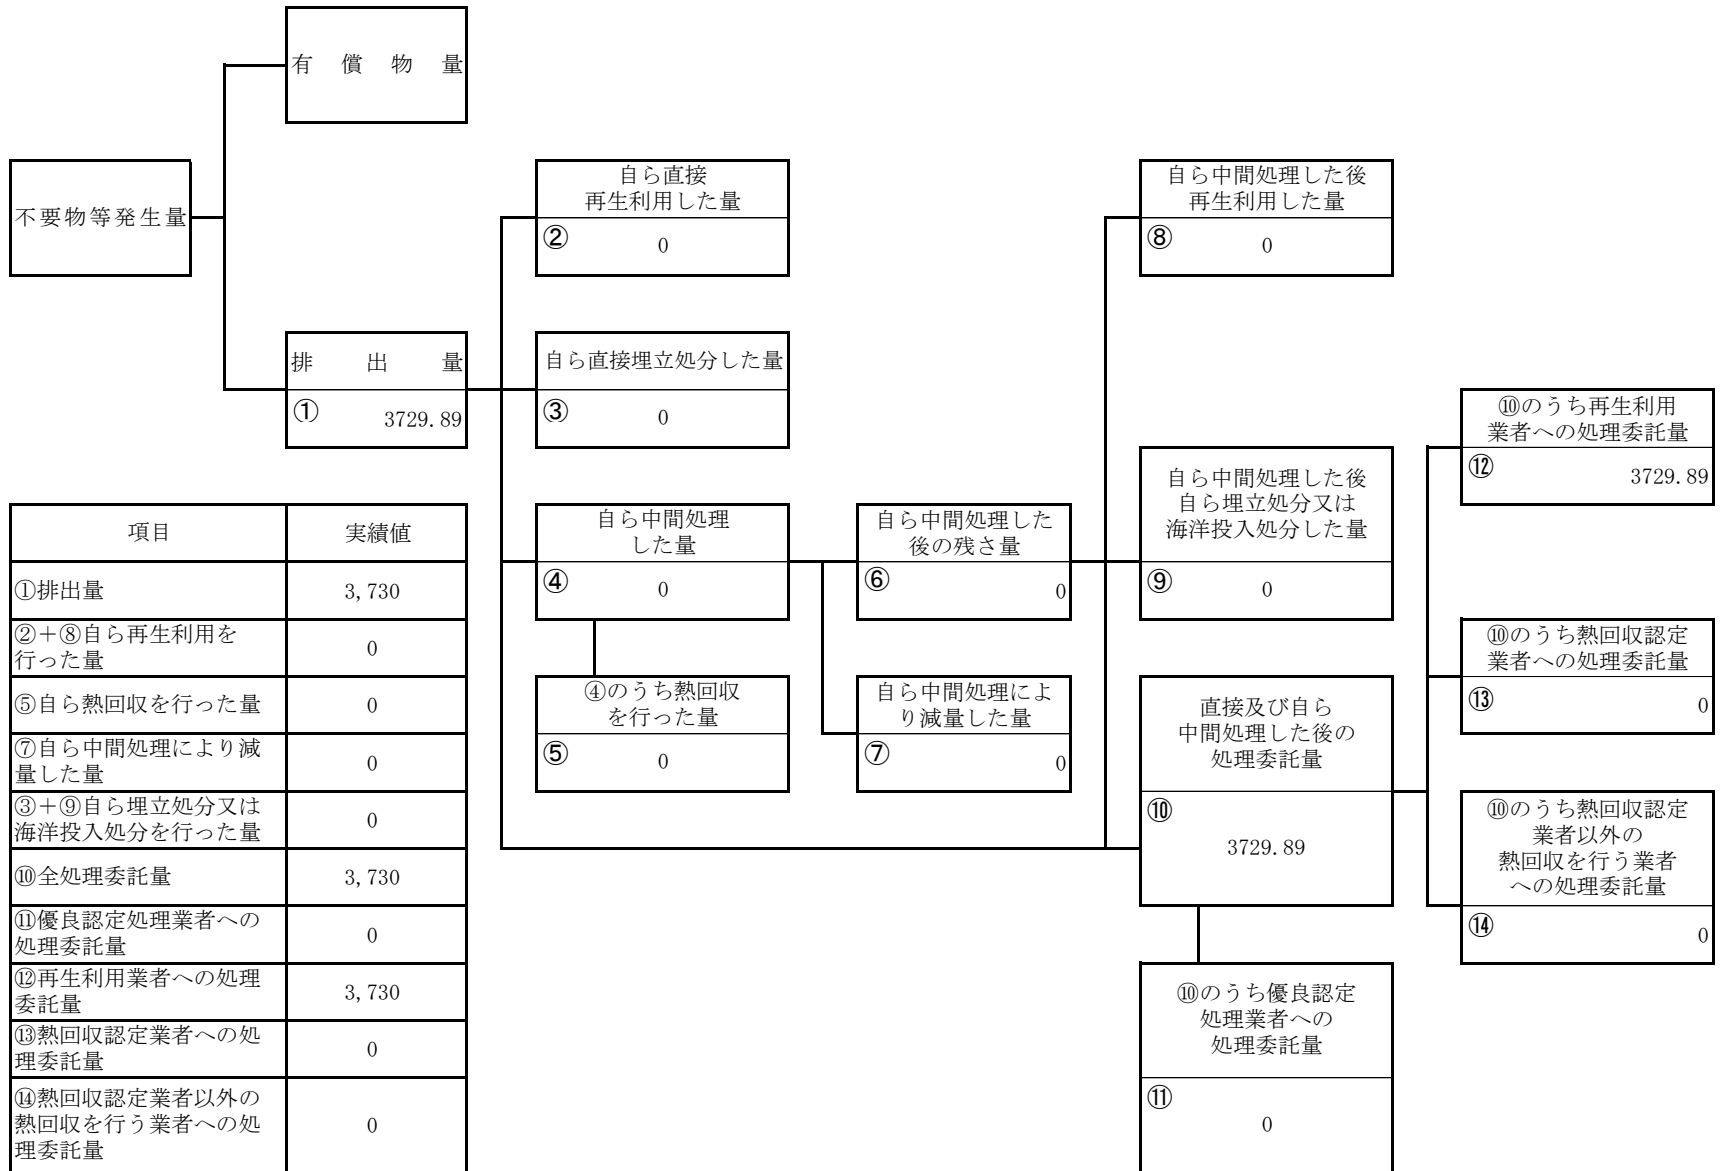 有償物量
不要物等発生量
排出量
① 3729.89
自ら直接
再生利用した量
② 0
自ら直接埋立処分した量
③ 0
自ら中間処理
した量
④ 0
④のうち熱回収
を行った量
⑤ 0
自ら中間処理した
後の残さ量
⑥ 0
自ら中間処理によ
り減量した量
⑦ 0
自ら中間処理した後
再生利用した量
⑧ 0
自ら中間処理した後
自ら埋立処分又は
海洋投入処分した量
⑨ 0
直接及び自ら
中間処理した後の
処理委託量
⑩
3729.89
⑩のうち優良認定
処理業者への
処理委託量
⑪
0
⑩のうち再生利用
業者への処理委託量
⑫ 3729.89
⑩のうち熱回収認定
業者への処理委託量
⑬ 0
⑩のうち熱回収認定
業者以外の
熱回収を行う業者
への処理委託量
⑭ 0
項目 実績値
①排出量 3,730
②＋⑧自ら再生利用を
行った量 0
⑤自ら熱回収を行った量 0
⑦自ら中間処理により減
量した量 0
③＋⑨自ら埋立処分又は
海洋投入処分を行った量 0
⑩全処理委託量 3,730
⑪優良認定処理業者への
処理委託量 0
⑫再生利用業者への処理
委託量 3,730
⑬熱回収認定業者への処
理委託量 0
⑭熱回収認定業者以外の
熱回収を行う業者への処
理委託量 0